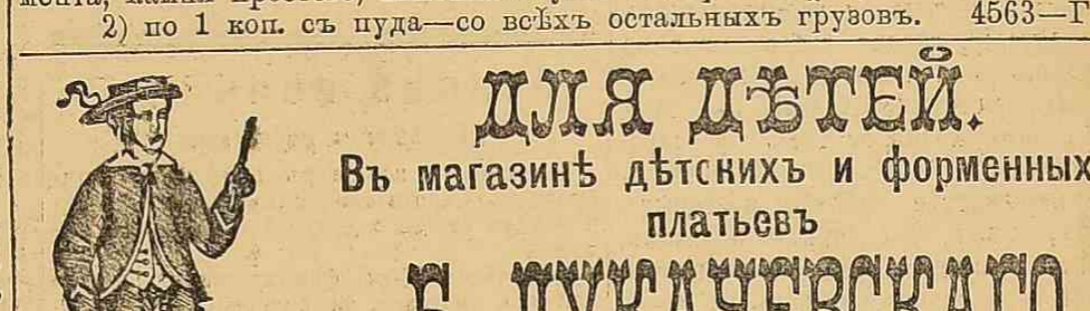 2) по 1 коп. съ пуда—со всѣхъ остальныхъ грузовъ. 4563—
ДЛЯ ДѢТЕЙ.
Въ магазинѣ дѣтскихъ и форменныхъ
платьевъ